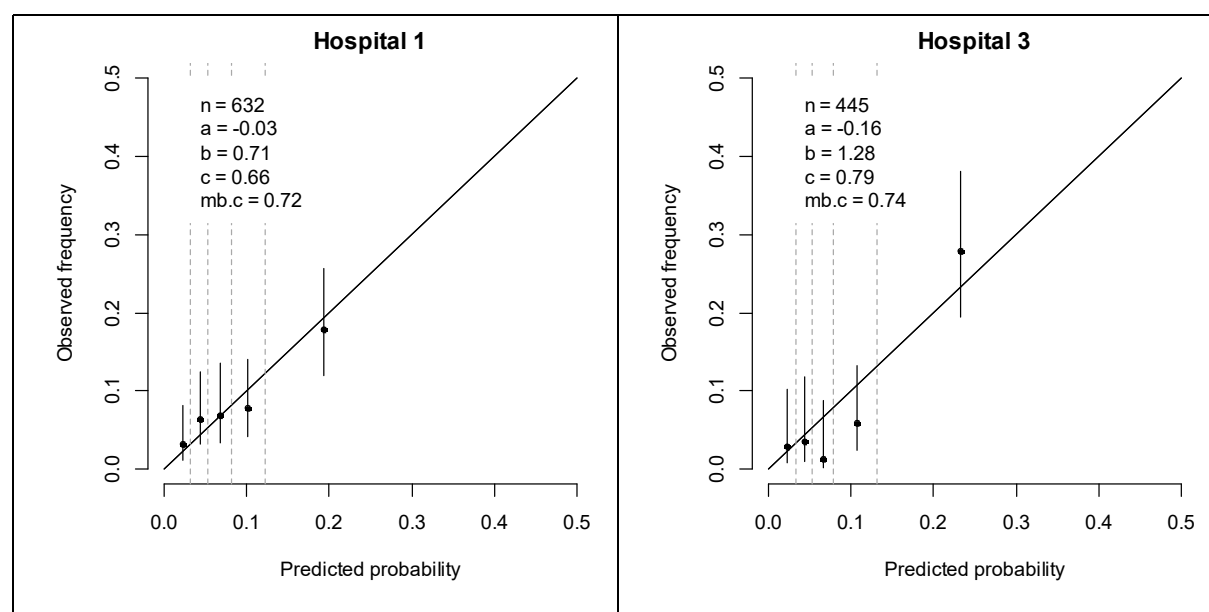 Hospital 1
n = 632
a = -0.03
b = 0.71
c = 0.66
mb.c = 0.72
Observed frequency
0.5
0.4
0.3
0.2
0.1
0.0
0.0 0.1 0.2 0.3 0.4 0.5
Predicted probability
Hospital 3
n = 445
a = -0.16
b = 1.28
c = 0.79
mb.c = 0.74
Observed frequency
0.5
0.4
0.3
0.2
0.1
0.0
0.0 0.1 0.2 0.3 0.4 0.5
Predicted probability